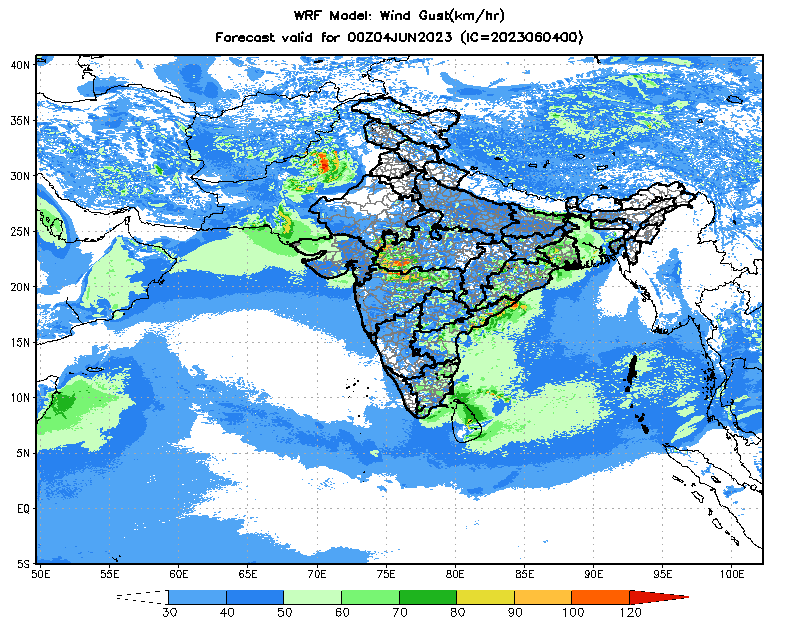 WRF Model: Wind Gust(km/hr)
Forecast valid for 00Z04JUN2023 (IC=2023060400)
40N
35N
30N
25N
20N
15N
10N
5N
EQ
5S
50E 55E 60E 65E 70E 75E 80E 85E 90E 95E 100E
30 40 50 60 70 80 90 100 120